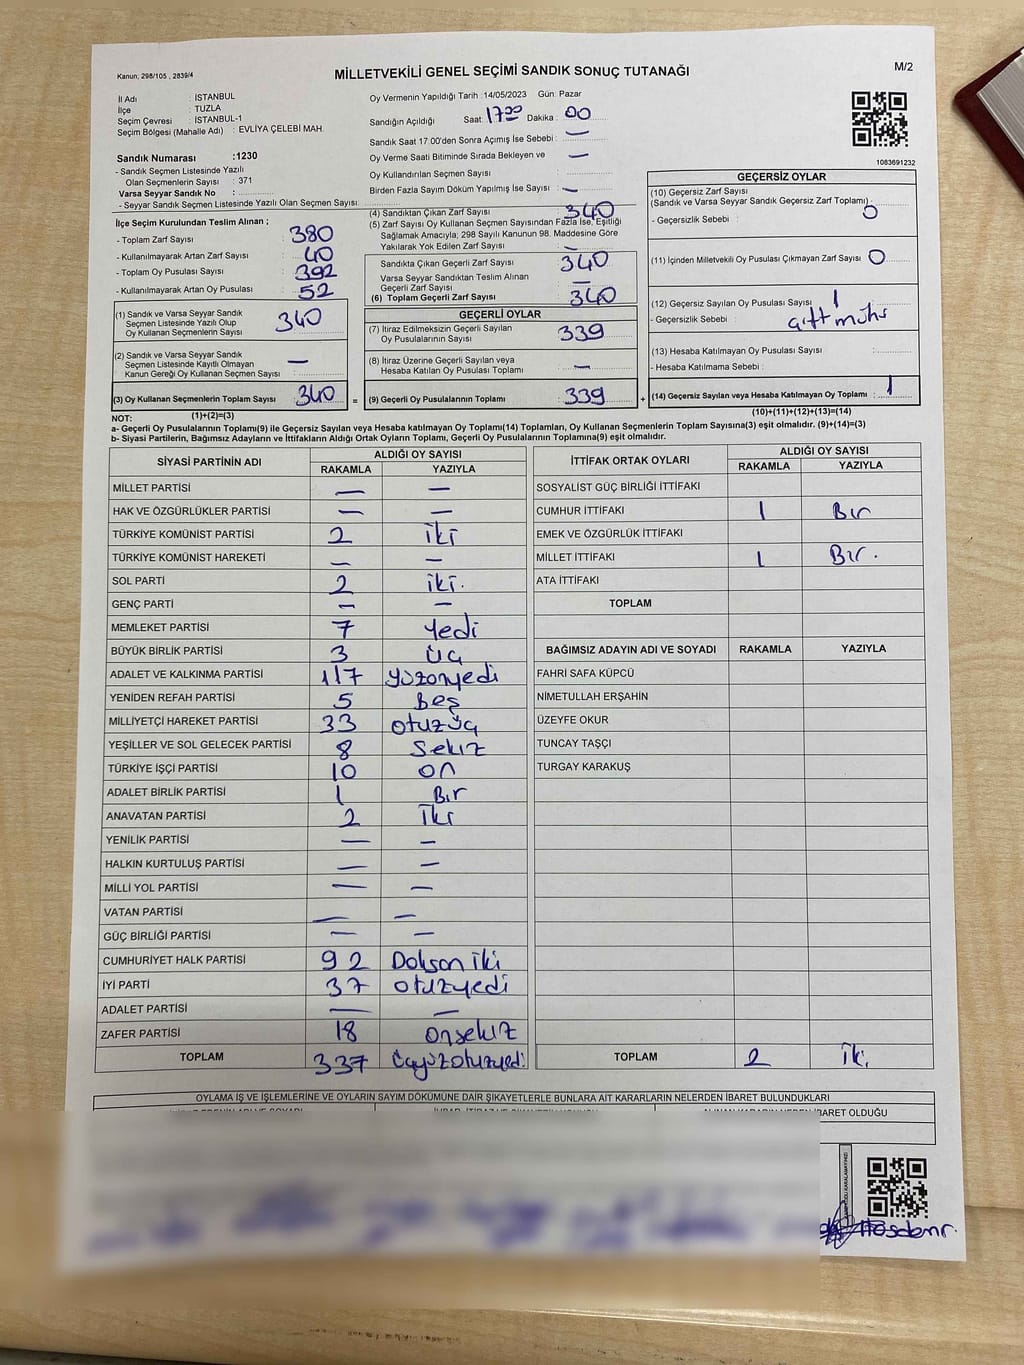 Kanun; 298/105 , 2839/4
MİLLETVEKİLİ GENEL SEÇİMİ SANDIK SONUÇ TUTANAĞI
M/2
İl Adı : İSTANBUL
İlçe : TUZLA
Seçim Çevresi : İSTANBUL-1
Seçim Bölgesi (Mahalle Adı) : EVLİYA ÇELEBİ MAH.
Sandık Numarası :1230
- Sandık Seçmen Listesinde Yazılı
Olan Seçmenlerin Sayısı : 371
Varsa Seyyar Sandık No :
- Seyyar Sandık Seçmen Listesinde Yazılı Olan Seçmen Sayısı.
Oy Vermenin Yapıldığı Tarih :14/05/2023 Gün: Pazar
Sandığın Açıldığı Saat: 17:00 Dakika : 00
Sandık Saat 17.00'den Sonra Açımış İse Sebebi : —
Oy Verme Saati Bitiminde Sırada Bekleyen ve —
Oy Kullandırılan Seçmen Sayısı :
Birden Fazla Sayım Döküm Yapılmış İse Sayısı : —
1083691232
İlçe Seçim Kurulundan Teslim Alınan ;
- Toplam Zarf Sayısı : 380
- Kullanılmayarak Artan Zarf Sayısı : 40
- Toplam Oy Pusulası Sayısı : 392
- Kullanılmayarak Artan Oy Pusulası : 52
(1) Sandık ve Varsa Seyyar Sandık
Seçmen Listesinde Yazılı Olup
Oy Kullanan Seçmenlerin Sayısı : 340
(2) Sandık ve Varsa Seyyar Sandık
Seçmen Listesinde Kayıtlı Olmayan
Kanun Gereği Oy Kullanan Seçmen Sayısı : —
(3) Oy Kullanan Seçmenlerin Toplam Sayısı : 340 =
(1)+(2)=(3)
(4) Sandıktan Çıkan Zarf Sayısı : 340
(5) Zarf Sayısı Oy Kullanan Seçmen Sayısından Fazla İse, Eşitliği
Sağlamak Amacıyla; 298 Sayılı Kanunun 98. Maddesine Göre
Yakılarak Yok Edilen Zarf Sayısı : —
Sandıkta Çıkan Geçerli Zarf Sayısı : 340
Varsa Seyyar Sandıktan Teslim Alınan
Geçerli Zarf Sayısı : —
(6) Toplam Geçerli Zarf Sayısı : 340
GEÇERLİ OYLAR
(7) İtiraz Edilmeksizin Geçerli Sayılan
Oy Pusulalarının Sayısı : 339
(8) İtiraz Üzerine Geçerli Sayılan veya
Hesaba Katılan Oy Pusulası Toplamı : —
(9) Geçerli Oy Pusulalarının Toplamı : 339 +
GEÇERSİZ OYLAR
(10) Geçersiz Zarf Sayısı
(Sandık ve Varsa Seyyar Sandık Geçersiz Zarf Toplamı) : 0
- Geçersizlik Sebebi :
(11) İçinden Milletvekili Oy Pusulası Çıkmayan Zarf Sayısı : 0
(12) Geçersiz Sayılan Oy Pusulası Sayısı : 1
- Geçersizlik Sebebi : çift mühr
(13) Hesaba Katılmayan Oy Pusulası Sayısı :
- Hesaba Katılmama Sebebi :
(14) Geçersiz Sayılan veya Hesaba Katılmayan Oy Toplamı : 1
(10)+(11)+(12)+(13)=(14)
NOT:
a- Geçerli Oy Pusulalarının Toplamı(9) ile Geçersiz Sayılan veya Hesaba katılmayan Oy Toplamı(14) Toplamları, Oy Kullanan Seçmenlerin Toplam Sayısına(3) eşit olmalıdır. (9)+(14)=(3)
b- Siyasi Partilerin, Bağımsız Adayların ve İttifakların Aldığı Ortak Oyların Toplamı, Geçerli Oy Pusulalarının Toplamına(9) eşit olmalıdır.
SİYASİ PARTİNİN ADI ALDIĞI OY SAYISI
RAKAMLA YAZIYLA
MİLLET PARTİSİ — —
HAK VE ÖZGÜRLÜKLER PARTİSİ — —
TÜRKİYE KOMÜNİST PARTİSİ 2 iki
TÜRKİYE KOMÜNİST HAREKETİ — —
SOL PARTİ 2 iki.
GENÇ PARTİ — —
MEMLEKET PARTİSİ 7 Yedi
BÜYÜK BİRLİK PARTİSİ 3 üç
ADALET VE KALKINMA PARTİSİ 117 yüzonyedi
YENİDEN REFAH PARTİSİ 5 Beş
MİLLİYETÇİ HAREKET PARTİSİ 33 otuzüç
YEŞİLLER VE SOL GELECEK PARTİSİ 8 Sekız
TÜRKİYE İŞÇİ PARTİSİ 10 on
ADALET BİRLİK PARTİSİ 1 Bır
ANAVATAN PARTİSİ 2 İki
YENİLİK PARTİSİ — —
HALKIN KURTULUŞ PARTİSİ — —
MİLLİ YOL PARTİSİ — —
VATAN PARTİSİ — —
GÜÇ BİRLİĞİ PARTİSİ — —
CUMHURİYET HALK PARTİSİ 92 Doksan iki
İYİ PARTİ 37 otuzyedi
ADALET PARTİSİ — —
ZAFER PARTİSİ 18 onsekız
TOPLAM 337 üçyüzotuzyedi
İTTİFAK ORTAK OYLARI ALDIĞI OY SAYISI
RAKAMLA YAZIYLA
SOSYALİST GÜÇ BİRLİĞİ İTTİFAKI
CUMHUR İTTİFAKI 1 Bır
EMEK VE ÖZGÜRLÜK İTTİFAKI
MİLLET İTTİFAKI 1 Bır.
ATA İTTİFAKI
TOPLAM
BAĞIMSIZ ADAYIN ADI VE SOYADI RAKAMLA YAZIYLA
FAHRİ SAFA KÜPCÜ
NİMETULLAH ERŞAHİN
ÜZEYFE OKUR
TUNCAY TAŞÇI
TURGAY KARAKUŞ
TOPLAM 2 İki
OYLAMA İŞ VE İŞLEMLERİNE VE OYLARIN SAYIM DÖKÜMÜNE DAİR ŞİKAYETLERLE BUNLARA AİT KARARLARIN NELERDEN İBARET BULUNDUKLARI
ALINAN KARARIN NEDEN İBARET OLDUĞU